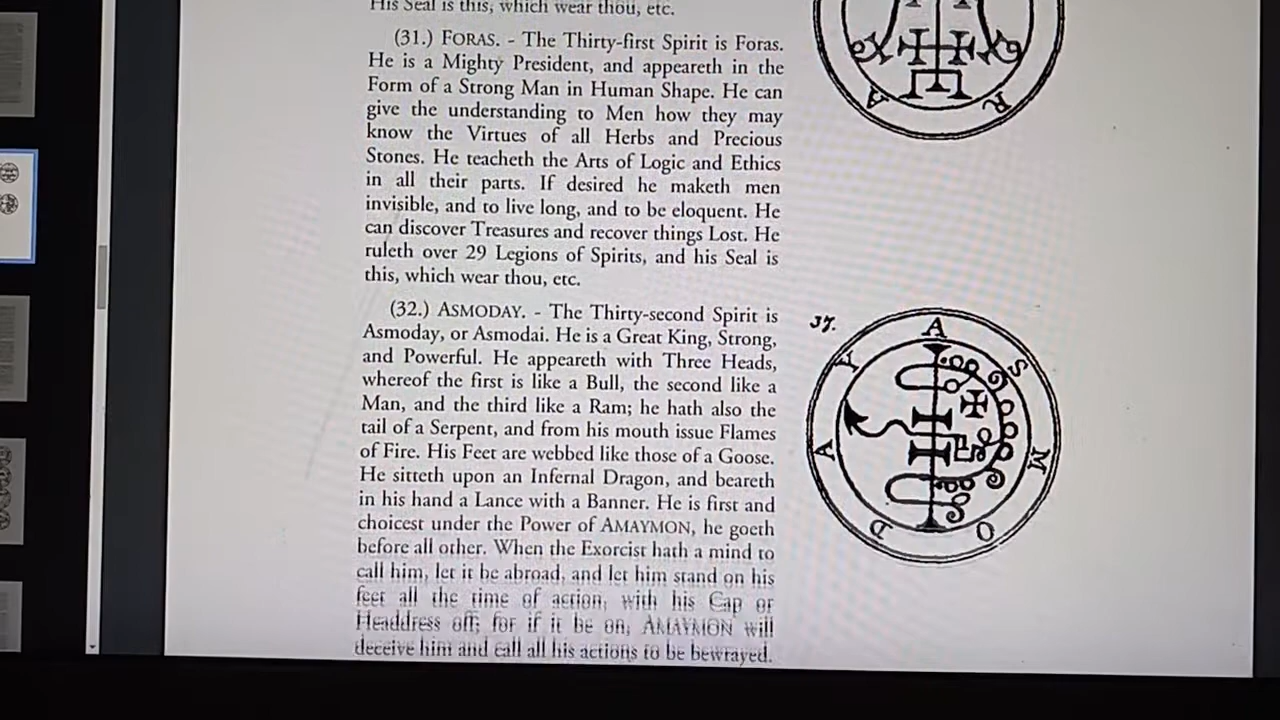 His Seal is this, which wear thou, etc.
(31.) FORAS. - The Thirty-first Spirit is Foras.
He is a Mighty President, and appeareth in the
Form of a Strong Man in Human Shape. He can
give the understanding to Men how they may
know the Virtues of all Herbs and Precious
Stones. He teacheth the Arts of Logic and Ethics
in all their parts. If desired he maketh men
invisible, and to live long, and to be eloquent. He
can discover Treasures and recover things Lost. He
ruleth over 29 Legions of Spirits, and his Seal is
this, which wear thou, etc.
(32.) ASMODAY. - The Thirty-second Spirit is
Asmoday, or Asmodai. He is a Great King, Strong,
and Powerful. He appeareth with Three Heads,
whereof the first is like a Bull, the second like a
Man, and the third like a Ram; he hath also the
tail of a Serpent, and from his mouth issue Flames
of Fire. His Feet are webbed like those of a Goose.
He sitteth upon an Infernal Dragon, and beareth
in his hand a Lance with a Banner. He is first and
choicest under the Power of AMAYMON, he goeth
before all other. When the Exorcist hath a mind to
call him, let it be abroad, and let him stand on his
feet all the time of action, with his Cap or
Headdress off; for if it be on, AMAYMON will
deceive him and call all his actions to be bewrayed.
R A
37.
A S M O D A Y